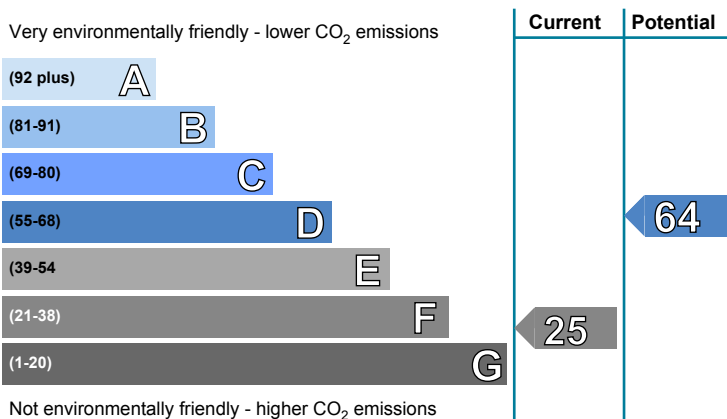 Current Potential
Very environmentally friendly - lower CO2 emissions
(92 plus) A
(81-91) B
(69-80) C
(55-68) D
64
(39-54 E
(21-38) F
25
(1-20) G
Not environmentally friendly - higher CO2 emissions